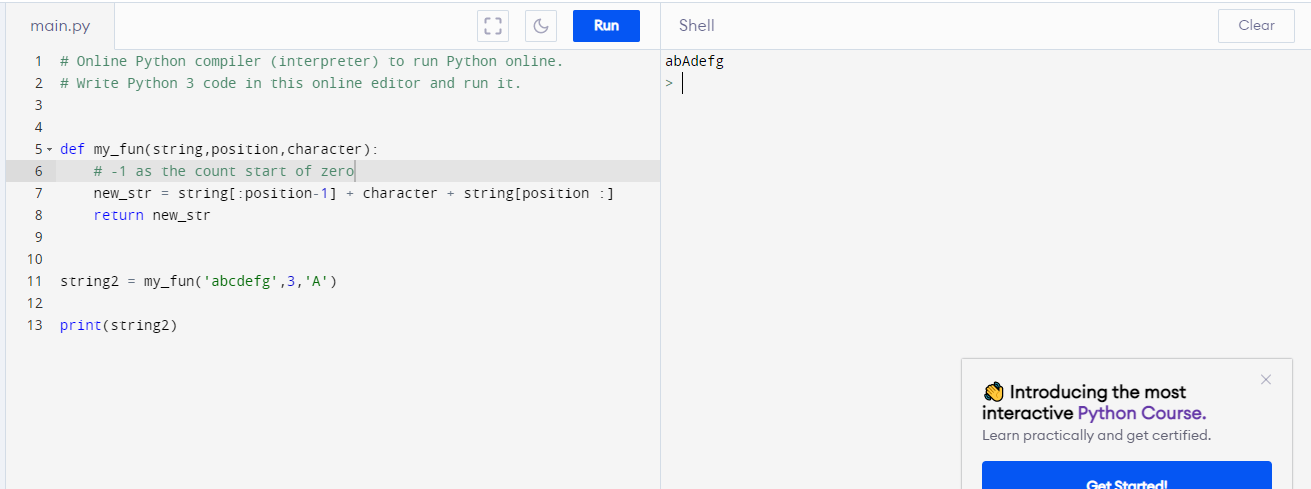 main.py
Run
Shell
Clear
1 # Online Python compiler (interpreter) to run Python online.
2 # Write Python 3 code in this online editor and run it.
3
4
5 def my_fun(string,position,character):
6     # -1 as the count start of zero
7     new_str = string[:position-1] + character + string[position :]
8     return new_str
9
10
11 string2 = my_fun('abcdefg',3,'A')
12
13 print(string2)
abAdefg
>
👏 Introducing the most
interactive Python Course.
Learn practically and get certified.
Get Started!